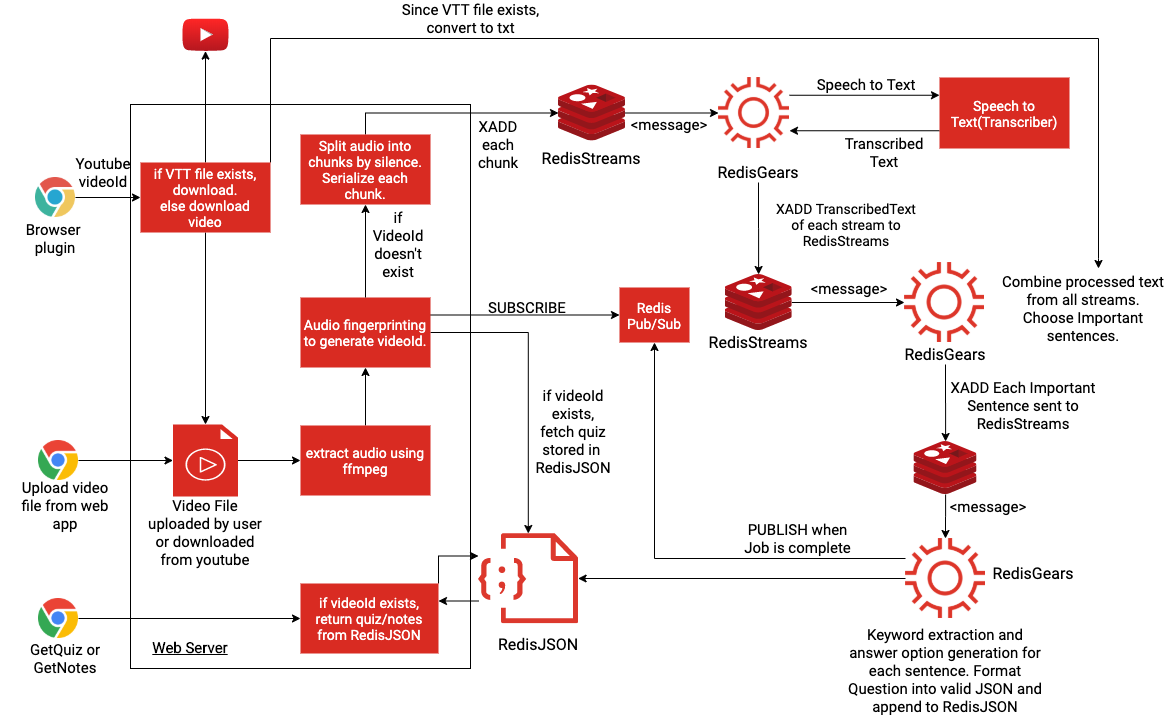 Since VTT file exists,
convert to txt
Youtube
videoId
Browser
plugin
if VTT file exists,
download.
else download
video
Split audio into
chunks by silence.
Serialize each
chunk.
XADD
each
chunk
RedisStreams
<message>
RedisGears
Speech to Text
Speech to
Text(Transcriber)
Transcribed
Text
if
VideoId
doesn't
exist
XADD TranscribedText
of each stream to
RedisStreams
Audio fingerprinting
to generate videoId.
SUBSCRIBE
Redis
Pub/Sub
RedisStreams
<message>
RedisGears
Combine processed text
from all streams.
Choose Important
sentences.
XADD Each Important
Sentence sent to
RedisStreams
if videoId
exists,
fetch quiz
stored in
RedisJSON
Upload video
file from web
app
Video File
uploaded by user
or downloaded
from youtube
extract audio using
ffmpeg
<message>
PUBLISH when
Job is complete
RedisGears
Keyword extraction and
answer option generation for
each sentence. Format
Question into valid JSON and
append to RedisJSON
{;}
RedisJSON
if videoId exists,
return quiz/notes
from RedisJSON
GetQuiz or
GetNotes
Web Server